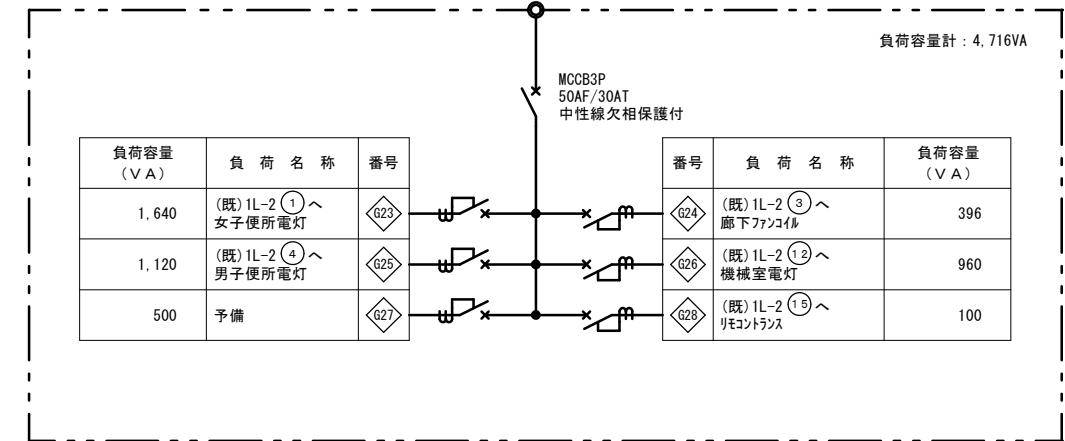 負荷容量計：4,716VA
MCCB3P
50AF/30AT
中性線欠相保護付
負荷容量
（ＶＡ）
負　荷　名　称
番号
1,640
(既)1L-2 ① へ
女子便所電灯
G23
1,120
(既)1L-2 ④ へ
男子便所電灯
G25
500
予備
G27
番号
負　荷　名　称
負荷容量
（ＶＡ）
G24
(既)1L-2 ③ へ
廊下ﾌｧﾝｺｲﾙ
396
G26
(既)1L-2 ⑫ へ
機械室電灯
960
G28
(既)1L-2 ⑮ へ
ﾘﾓｺﾝﾄﾗﾝｽ
100